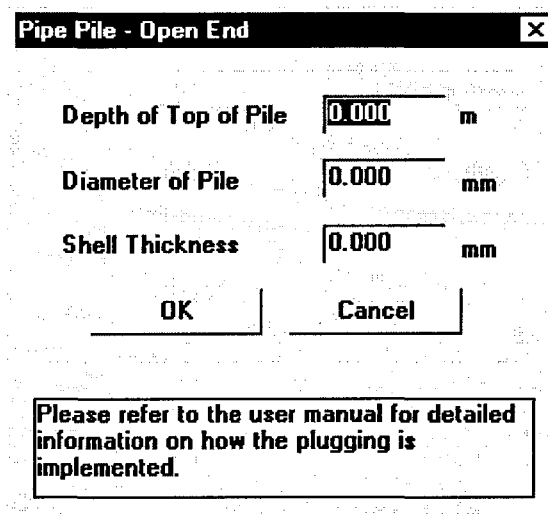 Pipe Pile - Open End
Depth of Top of Pile 0.000 m
Diameter of Pile 0.000 mm
Shell Thickness 0.000 mm
OK Cancel
Please refer to the user manual for detailed
information on how the plugging is
implemented.